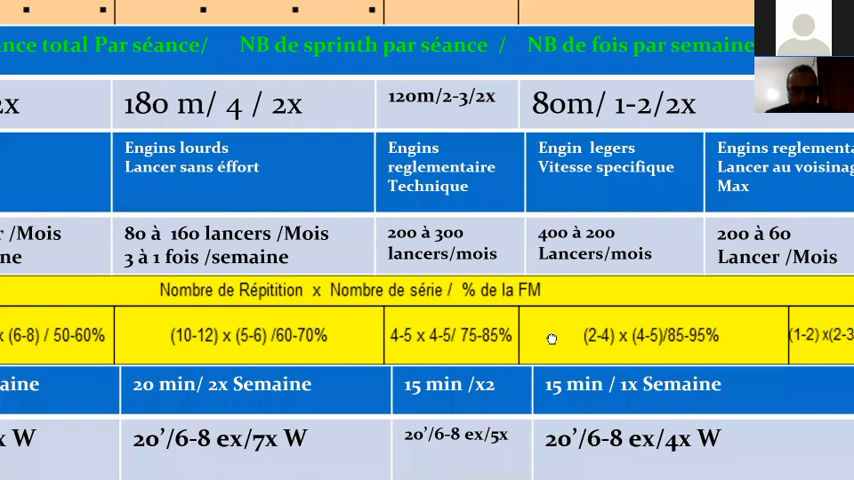 nce total Par séance/ NB de sprinth par séance / NB de fois par semaine
2x 180 m/ 4 / 2x 120m/2-3/2x 80m/ 1-2/2x
Engins lourds Engins Engin legers Engins reglementa
Lancer sans éffort reglementaire Vitesse specifique Lancer au voisinag
Technique Max
r /Mois 80 à 160 lancers /Mois 200 à 300 400 à 200 200 à 60
ne 3 à 1 fois /semaine lancers/mois Lancers/mois Lancer /Mois
Nombre de Répitition x Nombre de série / % de la FM
x (6-8) / 50-60% (10-12) x (5-6) /60-70% 4-5 x 4-5/ 75-85% (2-4) x (4-5)/85-95% (1-2) x(2-3
aine 20 min/ 2x Semaine 15 min /x2 15 min / 1x Semaine
x W 20’/6-8 ex/7x W 20’/6-8 ex/5x 20’/6-8 ex/4x W